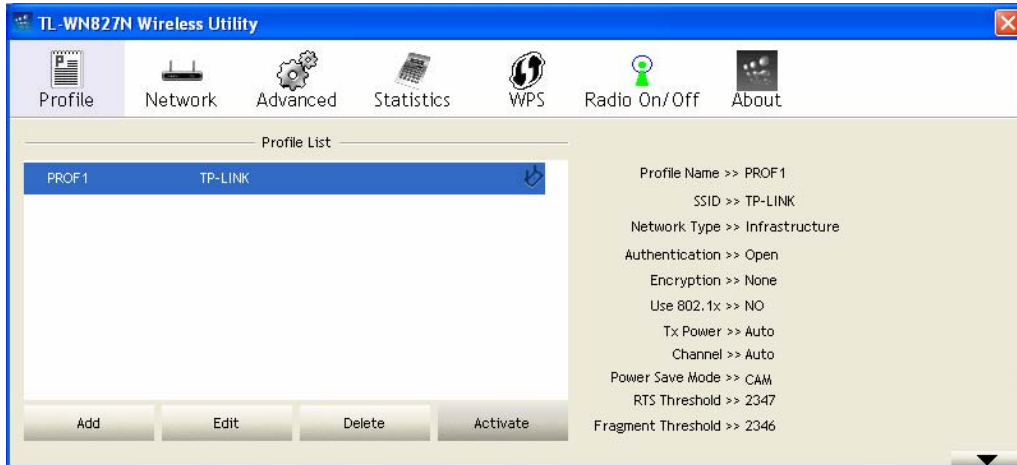 TL-WN827N Wireless Utility
Profile Network Advanced Statistics WPS Radio On/Off About
Profile List
PROF1 TP-LINK
Add Edit Delete Activate
Profile Name >> PROF1
SSID >> TP-LINK
Network Type >> Infrastructure
Authentication >> Open
Encryption >> None
Use 802.1x >> NO
Tx Power >> Auto
Channel >> Auto
Power Save Mode >> CAM
RTS Threshold >> 2347
Fragment Threshold >> 2346